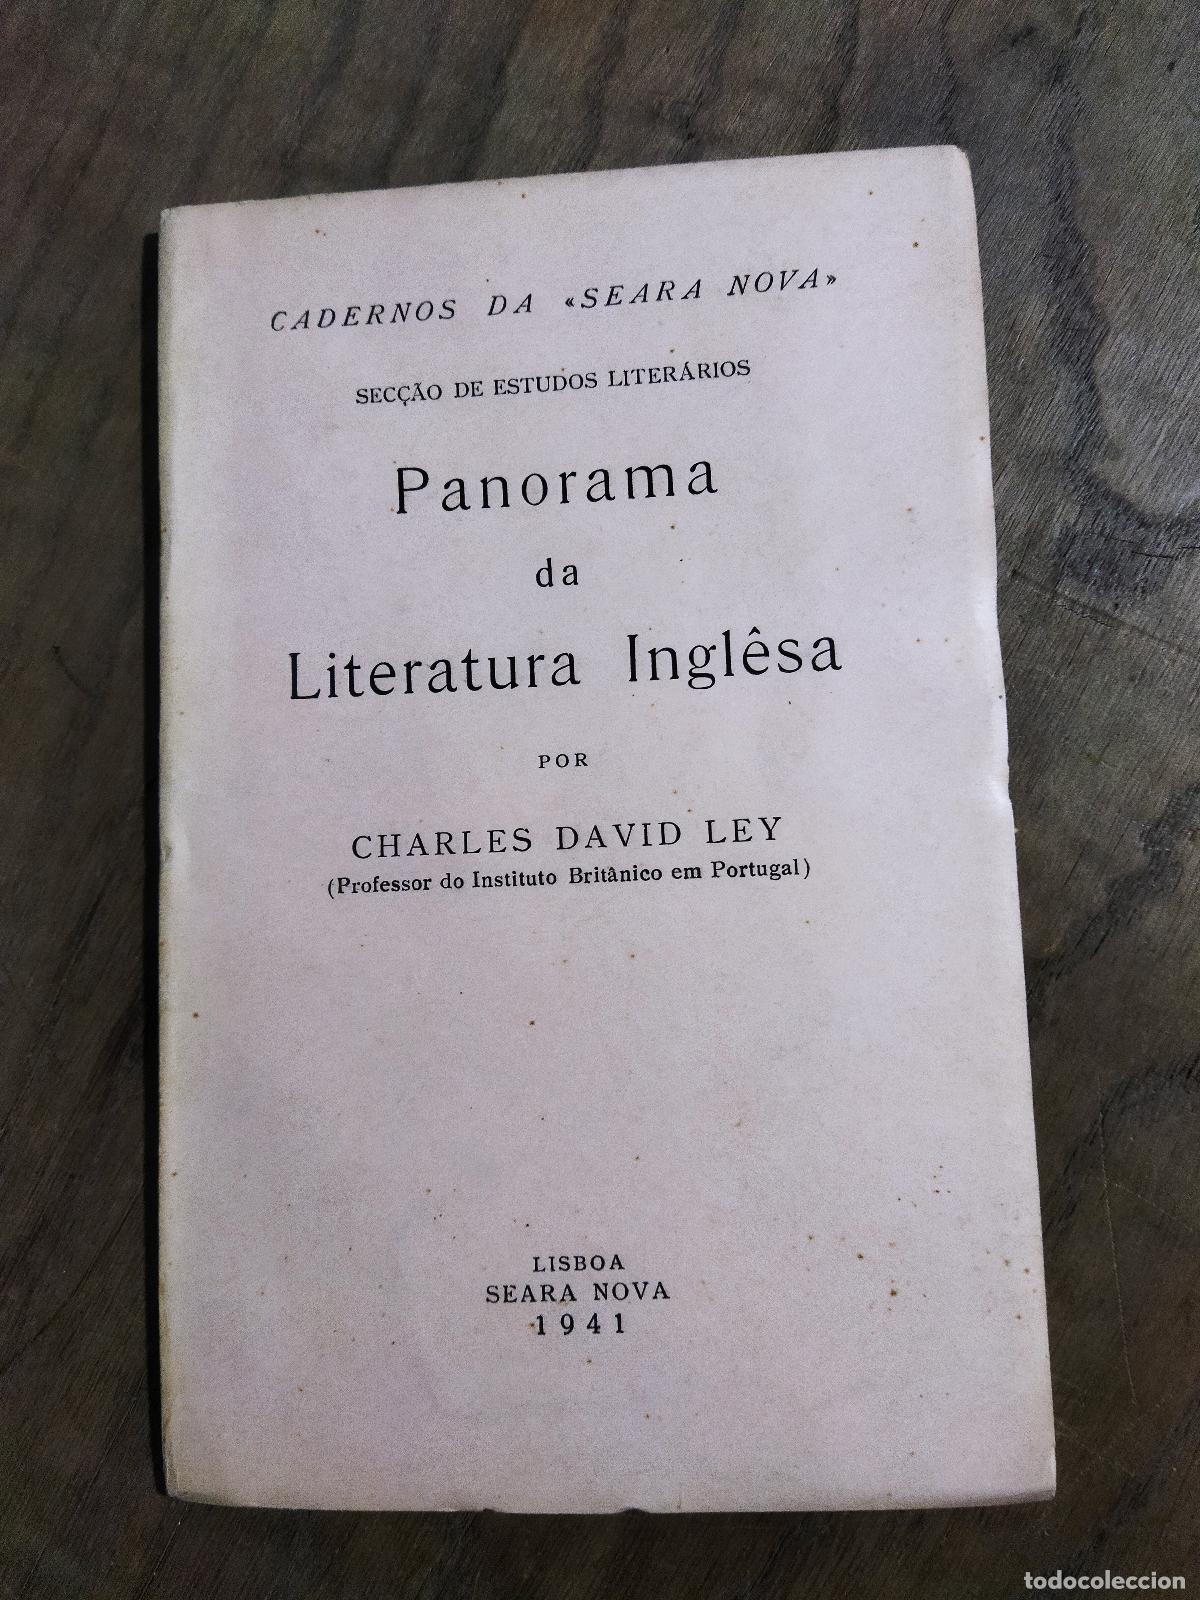 CADERNOS DA «SEARA NOVA»
SECÇÃO DE ESTUDOS LITERÁRIOS
Panorama
da
Literatura Inglêsa
POR
CHARLES DAVID LEY
(Professor do Instituto Britânico em Portugal)
LISBOA
SEARA NOVA
1941
todocoleccion